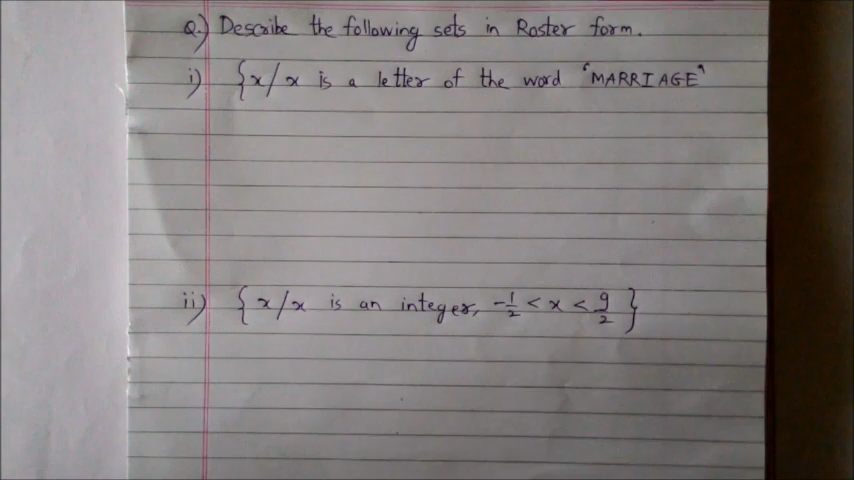 Q.) Describe the following sets in Roster form.
i) {x/x is a letter of the word 'MARRIAGE'
ii) {x/x is an integer, -1/2 < x < 9/2}